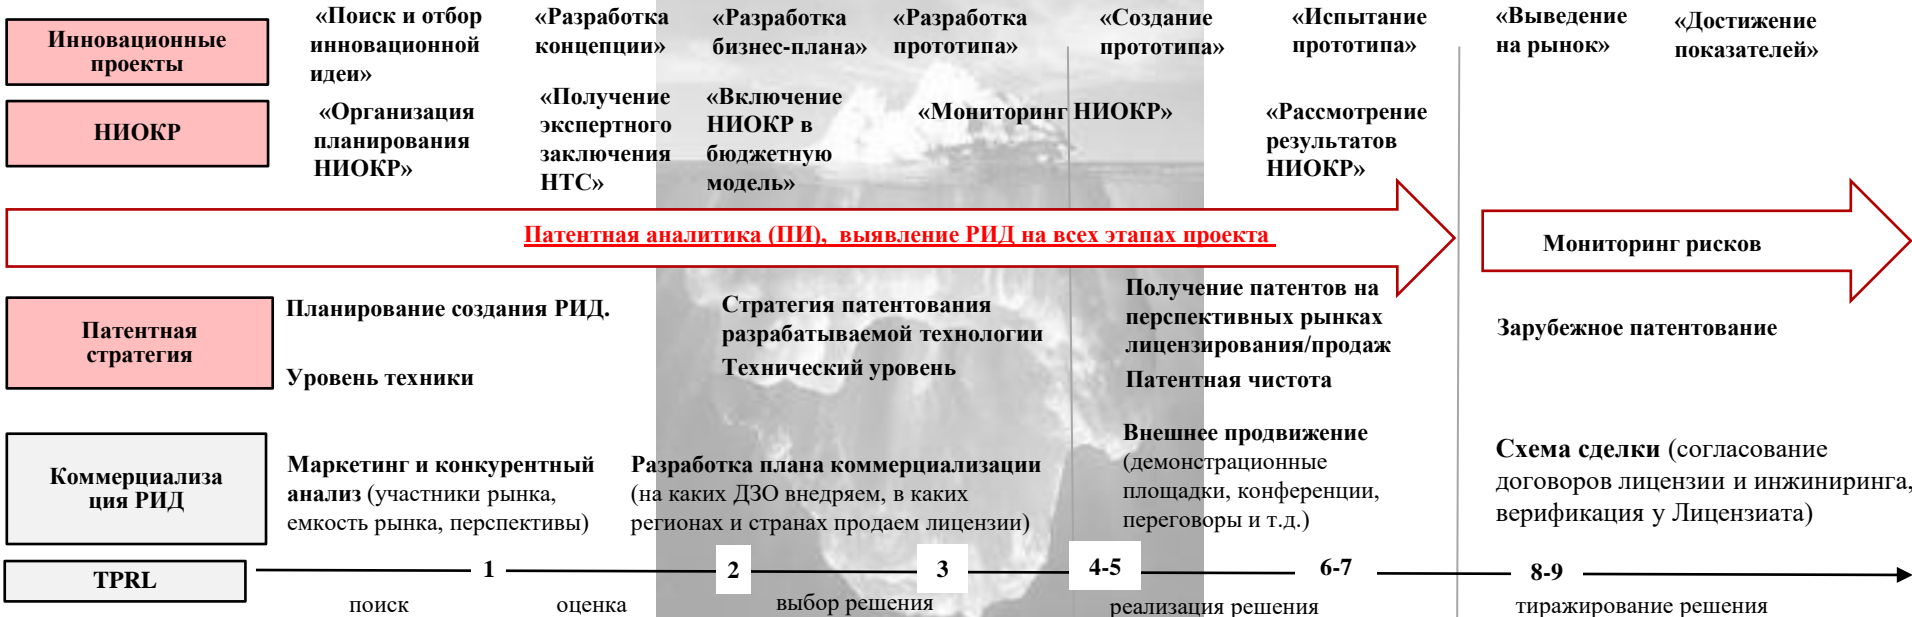 Инновационные
проекты
«Поиск и отбор
инновационной
идеи»
«Разработка
концепции»
«Разработка
бизнес-плана»
«Разработка
прототипа»
«Создание
прототипа»
«Испытание
прототипа»
«Выведение
на рынок»
«Достижение
показателей»
НИОКР
«Организация
планирования
НИОКР»
«Получение
экспертного
заключения
НТС»
«Включение
НИОКР в
бюджетную
модель»
«Мониторинг НИОКР»
«Рассмотрение
результатов
НИОКР»
Патентная аналитика (ПИ), выявление РИД на всех этапах проекта
Мониторинг рисков
Патентная
стратегия
Планирование создания РИД.
Уровень техники
Стратегия патентования
разрабатываемой технологии
Технический уровень
Получение патентов на
перспективных рынках
лицензирования/продаж
Патентная чистота
Зарубежное патентование
Коммерциализа
ция РИД
Маркетинг и конкурентный
анализ (участники рынка,
емкость рынка, перспективы)
Разработка плана коммерциализации
(на каких ДЗО внедряем, в каких
регионах и странах продаем лицензии)
Внешнее продвижение
(демонстрационные
площадки, конференции,
переговоры и т.д.)
Схема сделки (согласование
договоров лицензии и инжиниринга,
верификация у Лицензиата)
TPRL
1
2
3
4-5
6-7
8-9
поиск
оценка
выбор решения
реализация решения
тиражирование решения